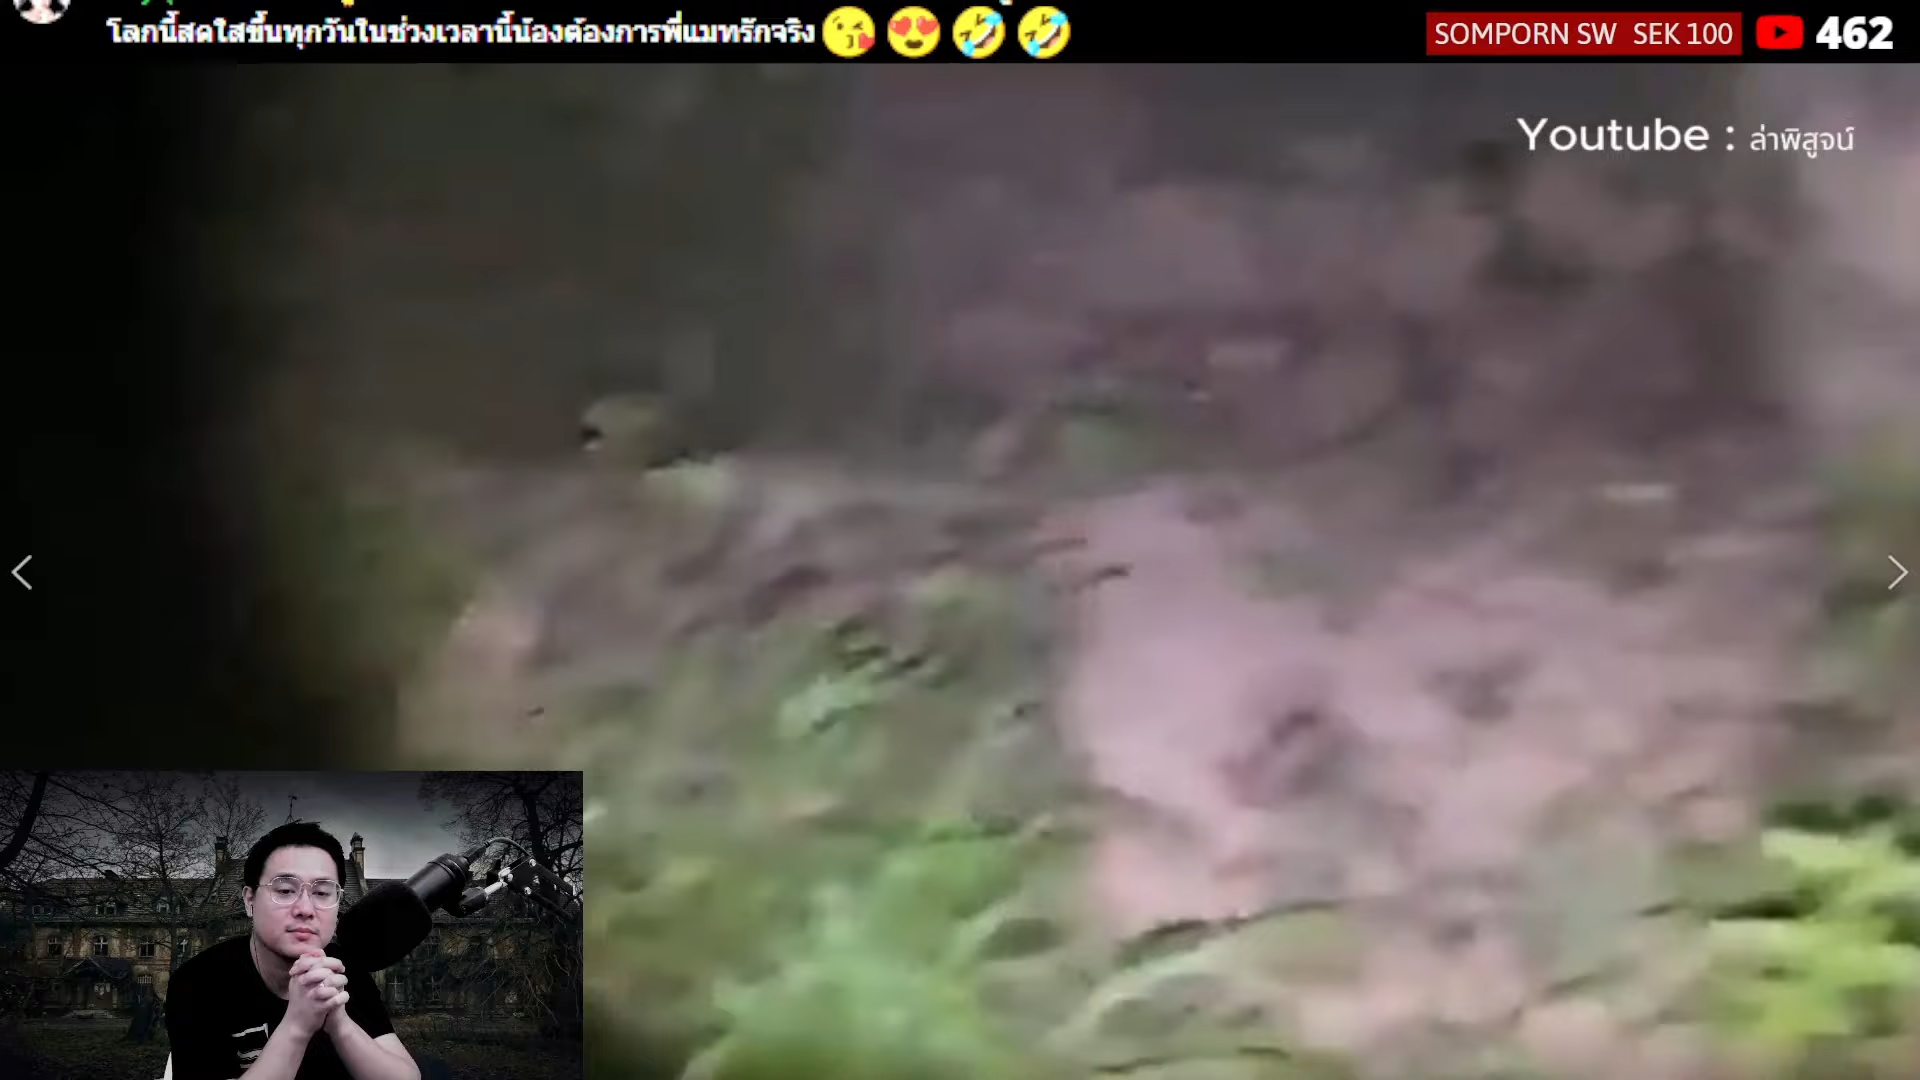 โลกนี้สดใสขึ้นทุกวันในช่วงเวลานี้น้องต้องการพี่แมทรักจริง 😘 😍 🤣 🤣
SOMPORN SW SEK 100
462
Youtube : ล่าพิสูจน์